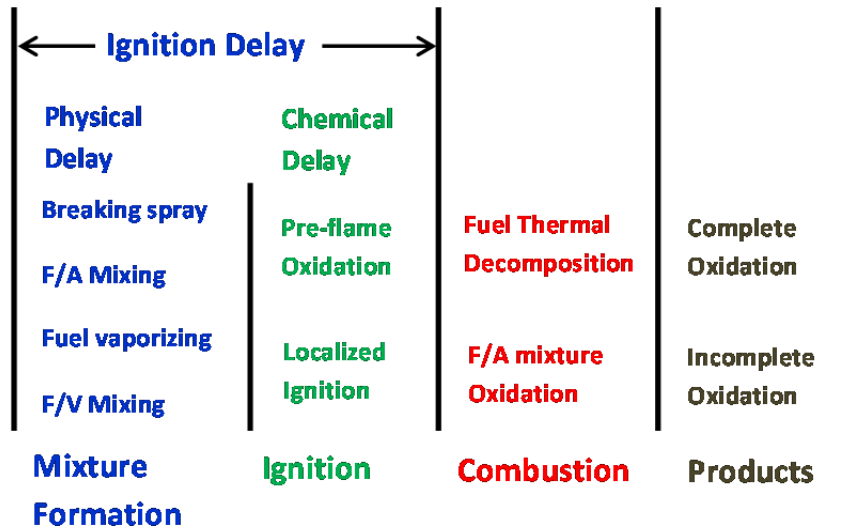 Ignition Delay
Physical
Delay
Breaking spray
F/A Mixing
Fuel vaporizing
F/V Mixing
Mixture
Formation
Chemical
Delay
Pre-flame
Oxidation
Localized
Ignition
Ignition
Fuel Thermal
Decomposition
F/A mixture
Oxidation
Combustion
Complete
Oxidation
Incomplete
Oxidation
Products